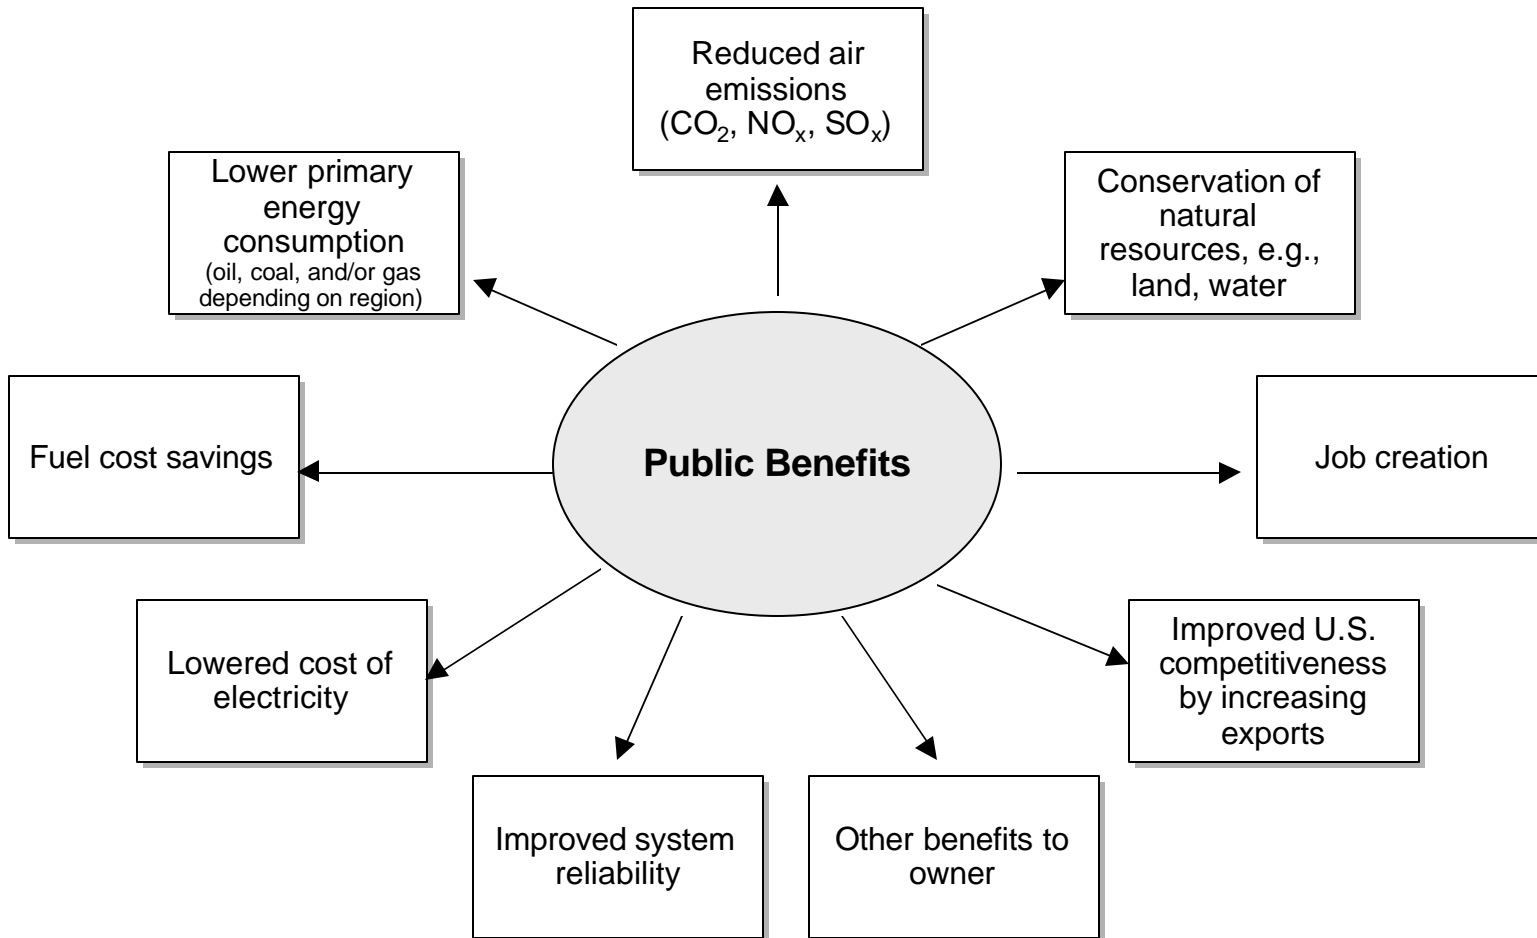 Reduced air
emissions
(CO₂, NOₓ, SOₓ)
Lower primary
energy
consumption
(oil, coal, and/or gas
depending on region)
Conservation of
natural
resources, e.g.,
land, water
Fuel cost savings
Public Benefits
Job creation
Lowered cost of
electricity
Improved U.S.
competitiveness
by increasing
exports
Improved system
reliability
Other benefits to
owner